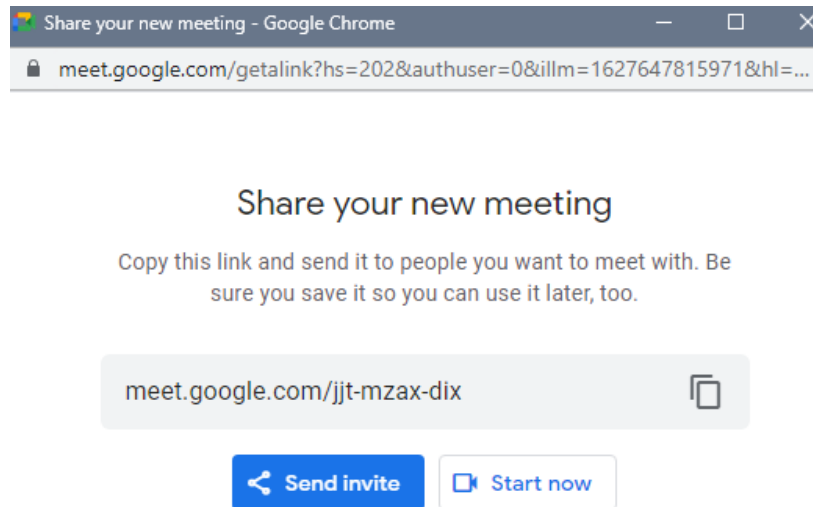 Share your new meeting - Google Chrome
meet.google.com/getalink?hs=202&authuser=0&illm=1627647815971&hl=...
Share your new meeting
Copy this link and send it to people you want to meet with. Be
sure you save it so you can use it later, too.
meet.google.com/jjt-mzax-dix
Send invite
Start now